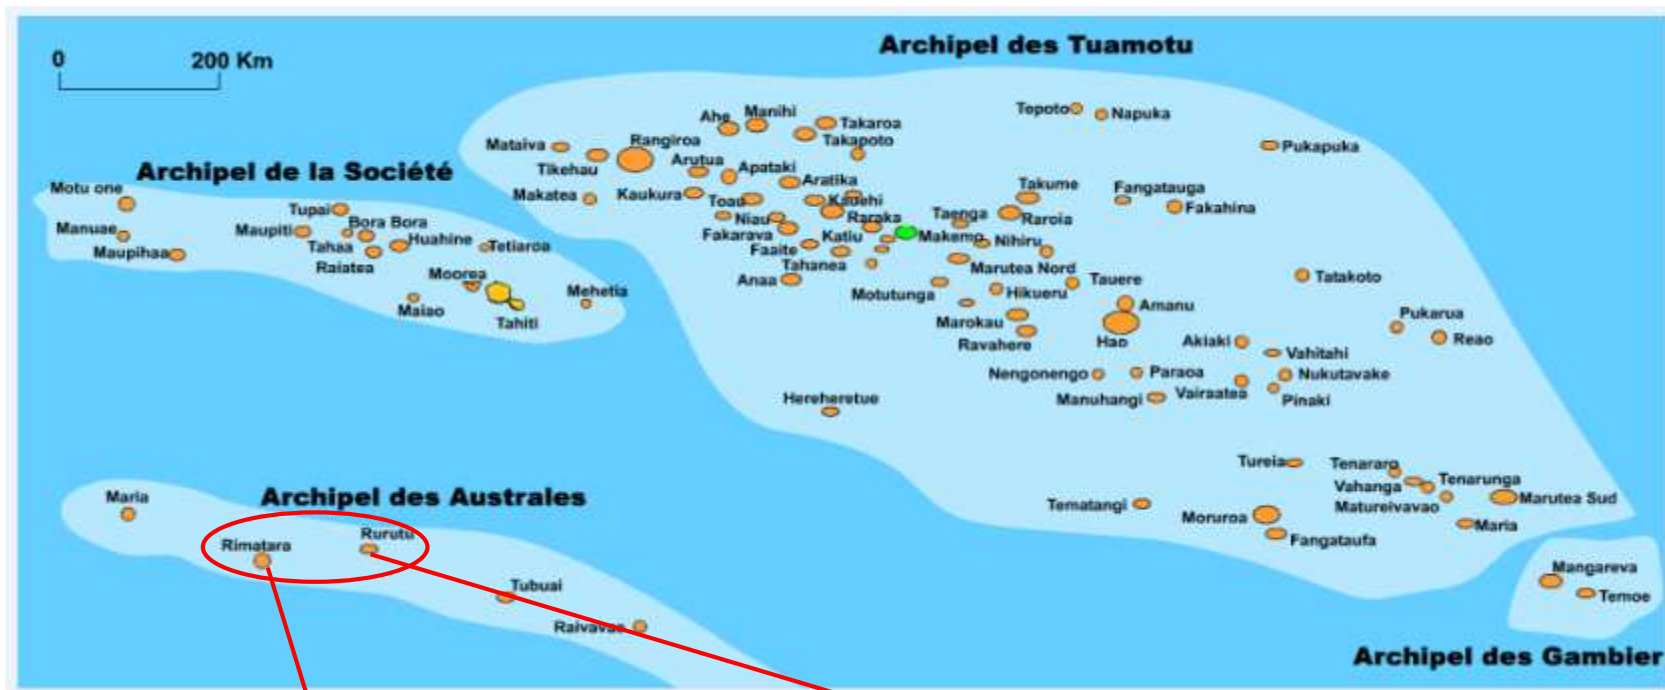 0 200 Km
Archipel des Tuamotu
Archipel de la Société
Archipel des Australes
Archipel des Gambier
Motu one
Manuae
Maupihaa
Tupai
Maupiti
Bora Bora
Tahaa
Raiatea
Huahine
Tetiaroa
Moorea
Maiao
Tahiti
Mehetia
Mataiva
Tikehau
Rangiroa
Makatea
Ahe
Manihi
Takaroa
Takapoto
Arutua
Apataki
Kaukura
Toau
Aratika
Kauehi
Niau
Raraka
Fakarava
Katiu
Faaite
Tahanea
Anaa
Makemo
Taenga
Takume
Raroia
Nihiru
Marutea Nord
Motutunga
Hikueru
Tauere
Marokau
Ravahere
Amanu
Hao
Tepoto
Napuka
Pukapuka
Fangatauga
Fakahina
Tatakoto
Pukarua
Reao
Akiaki
Vahitahi
Nengonengo
Paraoa
Nukutavake
Manuhangi
Vairaatea
Pinaki
Hereheretue
Tureia
Tenararo
Tenarunga
Vahanga
Marutea Sud
Matureivavao
Tematangi
Moruroa
Maria
Fangataufa
Mangareva
Temoe
Maria
Rimatara
Rurutu
Tubuai
Raivavae